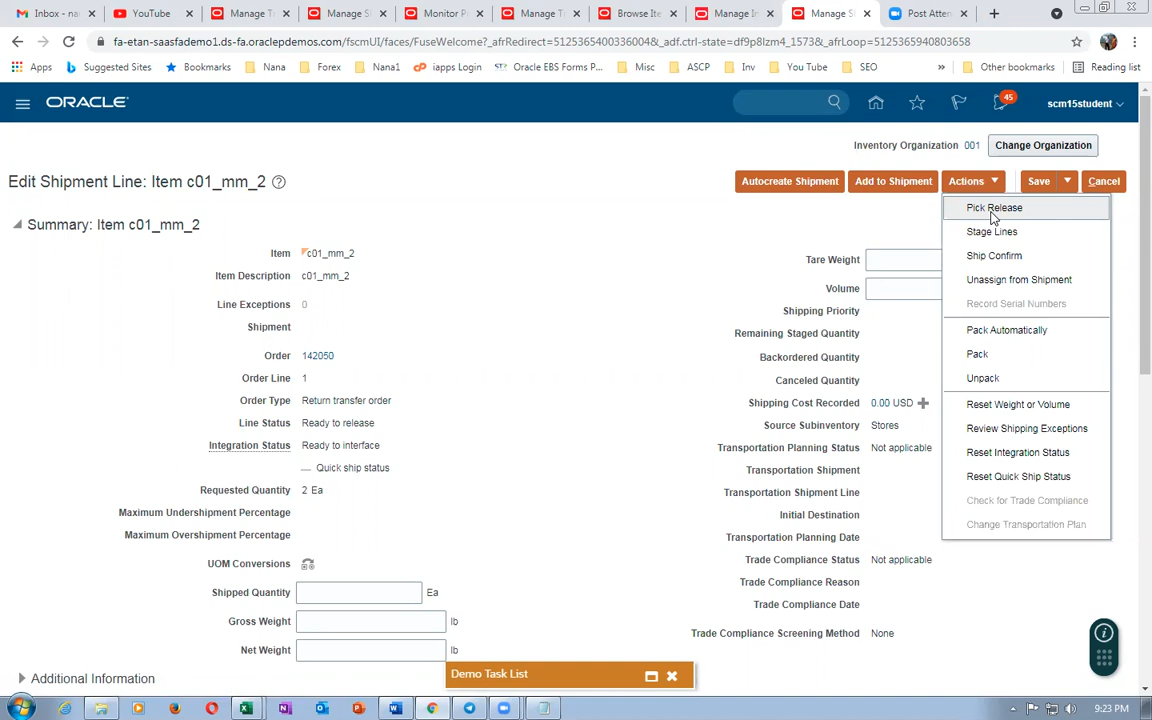 Inbox - na
YouTube
Manage T
Manage S
Monitor P
Manage T
Browse Ite
Manage In
Manage S
Post Atten
fa-etan-saasfademo1.ds-fa.oraclepdemos.com/fscmUI/faces/FuseWelcome?_afrRedirect=5125365400336004&_adf.ctrl-state=df9p8lzm4_1573&_afrLoop=5125365940803658
Apps Suggested Sites Bookmarks Nana Forex Nana1 iapps Login Oracle EBS Forms P... Misc ASCP Inv You Tube SEO » Other bookmarks Reading list
ORACLE 45 scm15student
Inventory Organization 001 Change Organization
Edit Shipment Line: Item c01_mm_2 Autocreate Shipment Add to Shipment Actions Save Cancel
Summary: Item c01_mm_2
Item c01_mm_2
Item Description c01_mm_2
Line Exceptions 0
Shipment
Order 142050
Order Line 1
Order Type Return transfer order
Line Status Ready to release
Integration Status Ready to interface
Quick ship status
Requested Quantity 2 Ea
Maximum Undershipment Percentage
Maximum Overshipment Percentage
UOM Conversions
Shipped Quantity Ea
Gross Weight lb
Net Weight lb
Additional Information
Tare Weight
Volume
Shipping Priority
Remaining Staged Quantity
Backordered Quantity
Canceled Quantity
Shipping Cost Recorded 0.00 USD
Source Subinventory Stores
Transportation Planning Status Not applicable
Transportation Shipment
Transportation Shipment Line
Initial Destination
Transportation Planning Date
Trade Compliance Status Not applicable
Trade Compliance Reason
Trade Compliance Date
Trade Compliance Screening Method None
Pick Release
Stage Lines
Ship Confirm
Unassign from Shipment
Record Serial Numbers
Pack Automatically
Pack
Unpack
Reset Weight or Volume
Review Shipping Exceptions
Reset Integration Status
Reset Quick Ship Status
Check for Trade Compliance
Change Transportation Plan
Demo Task List
9:23 PM